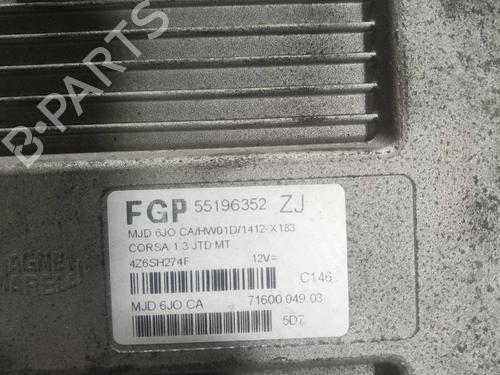 B-PARTS
FGP 55196352 ZJ
MJD 6JO CA/HW01D/1412-X183
CORSA 1.3 JTD MT
4Z6SH274F 12V=
C146
MJD 6JO CA 71600 049 03
5D7
MAGNETI
MARELLI